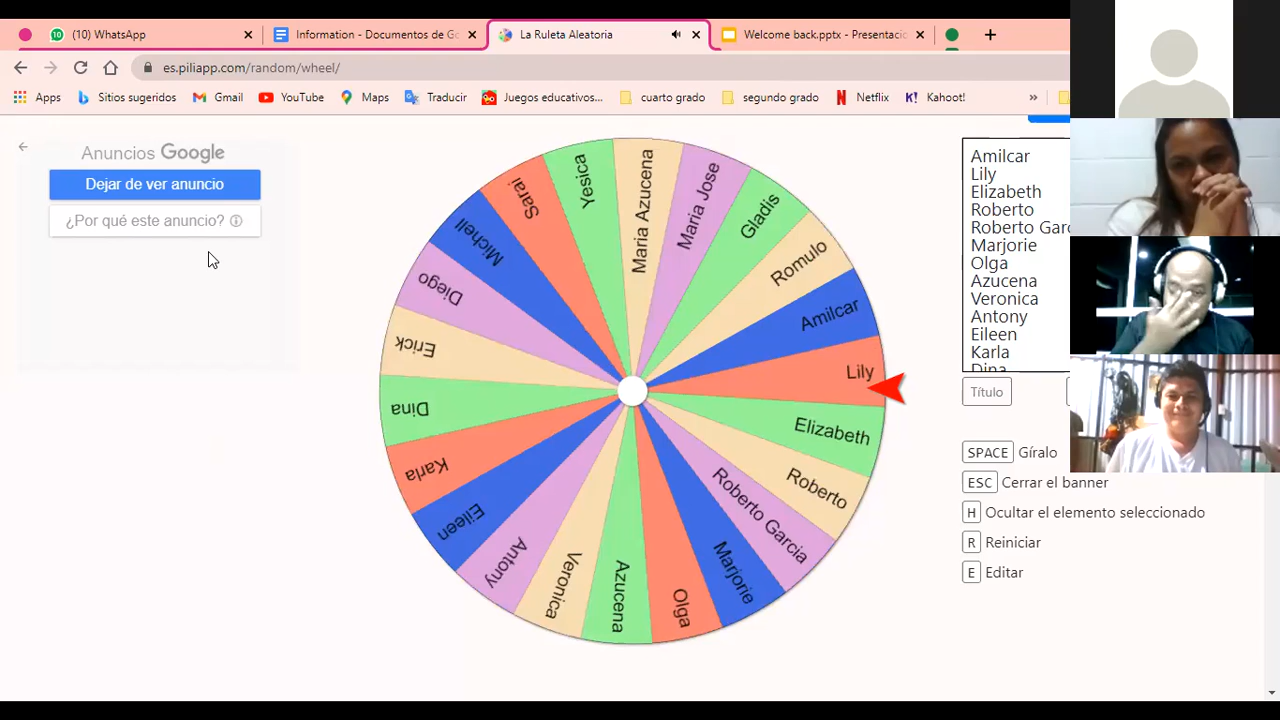 (10) WhatsApp
Information - Documentos de Go
La Ruleta Aleatoria
Welcome back.pptx - Presentacio
es.piliapp.com/random/wheel/
Apps
Sitios sugeridos
Gmail
YouTube
Maps
Traducir
Juegos educativos...
cuarto grado
segundo grado
Netflix
Kahoot!
»
Anuncios Google
Dejar de ver anuncio
¿Por qué este anuncio?
Maria Azucena
Maria Jose
Gladis
Romulo
Amilcar
Lily
Elizabeth
Roberto
Roberto Garcia
Marjorie
Olga
Azucena
Veronica
Antony
Eileen
Karla
Dina
Erick
Diego
Michell
Sarai
Yesica
Amilcar
Lily
Elizabeth
Roberto
Roberto Garc
Marjorie
Olga
Azucena
Veronica
Antony
Eileen
Karla
Dina
Título
SPACE Gíralo
ESC Cerrar el banner
H Ocultar el elemento seleccionado
R Reiniciar
E Editar